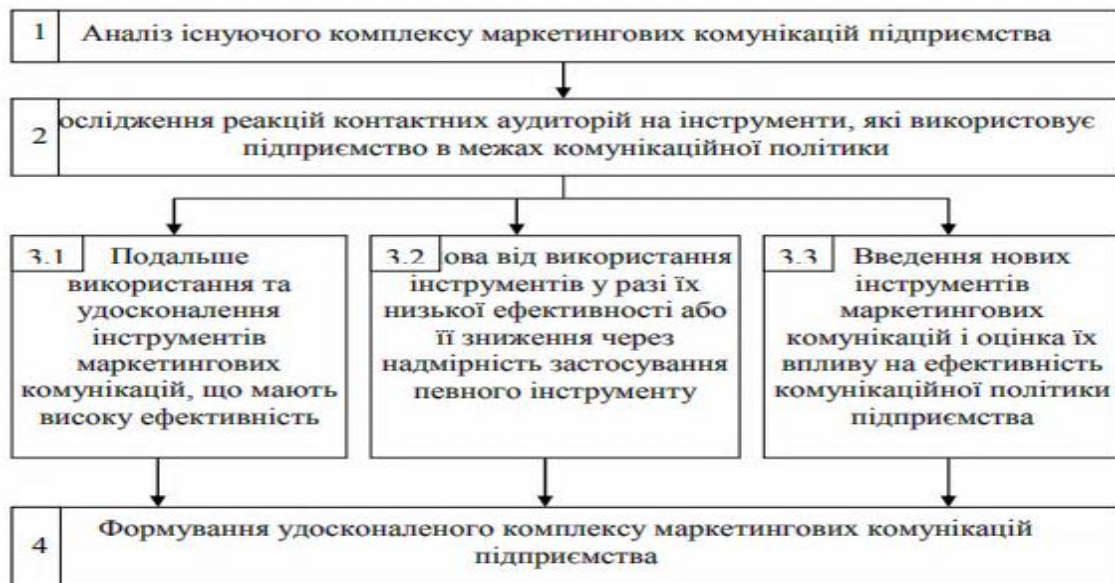 1
Аналіз існуючого комплексу маркетингових комунікацій підприємства
2
ослідження реакцій контактних аудиторій на інструменти, які використовує
підприємство в межах комунікаційної політики
3.1
Подальше
використання та
удосконалення
інструментів
маркетингових
комунікацій, що мають
високу ефективність
3.2
ова від використання
інструментів у разі їх
низької ефективності або
її зниження через
надмірність застосування
певного інструменту
3.3
Введення нових
інструментів
маркетингових
комунікацій і оцінка їх
впливу на ефективність
комунікаційної політики
підприємства
4
Формування удосконаленого комплексу маркетингових комунікацій
підприємства